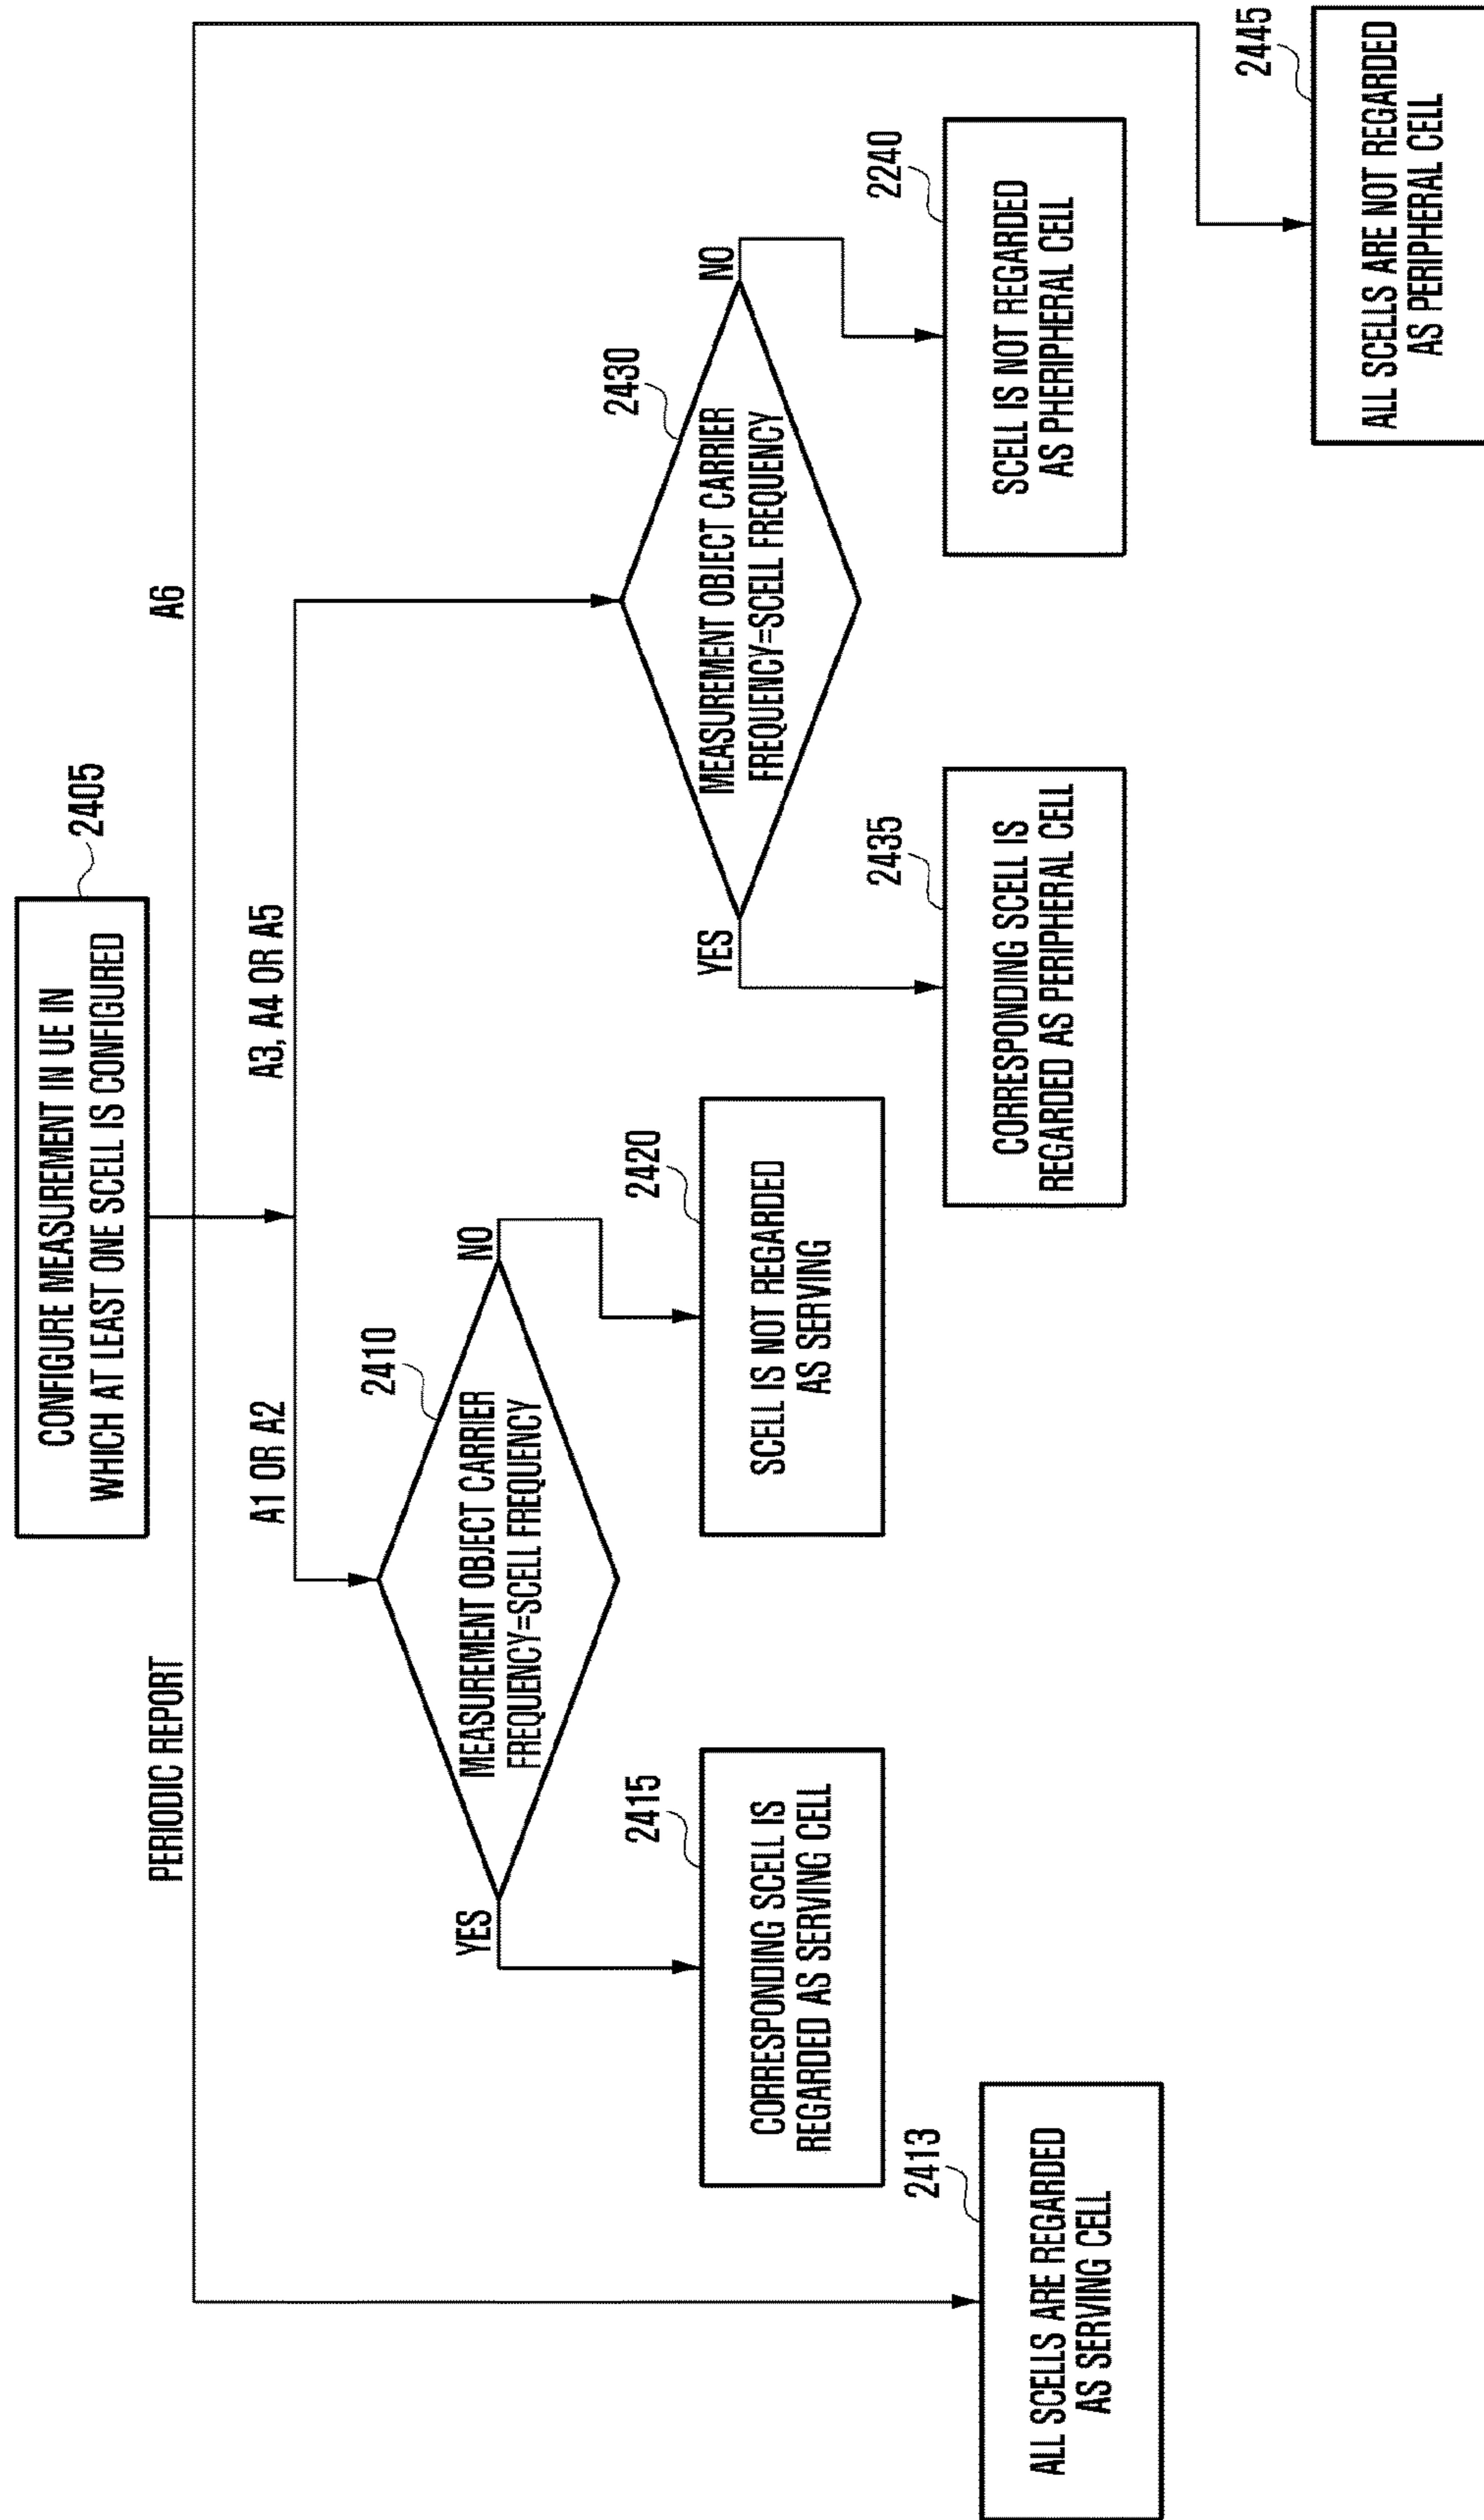 CONFIGURE MEASUREMENT IN UE IN
WHICH AT LEAST ONE SCELL IS CONFIGURED
2405
PERIODIC REPORT
A6
A1 OR A2
A3, A4 OR A5
2410
MEASUREMENT OBJECT CARRIER
FREQUENCY=SCELL FREQUENCY
YES
NO
2415
CORRESPONDING SCELL IS
REGARDED AS SERVING CELL
2420
SCELL IS NOT REGARDED
AS SERVING
2430
MEASUREMENT OBJECT CARRIER
FREQUENCY=SCELL FREQUENCY
YES
NO
2413
ALL SCELLS ARE REGARDED
AS SERVING CELL
2435
CORRESPONDING SCELL IS
REGARDED AS PERIPHERAL CELL
2240
SCELL IS NOT REGARDED
AS PHERIPHERAL CELL
2445
ALL SCELLS ARE NOT REGARDED
AS PERIPHERAL CELL